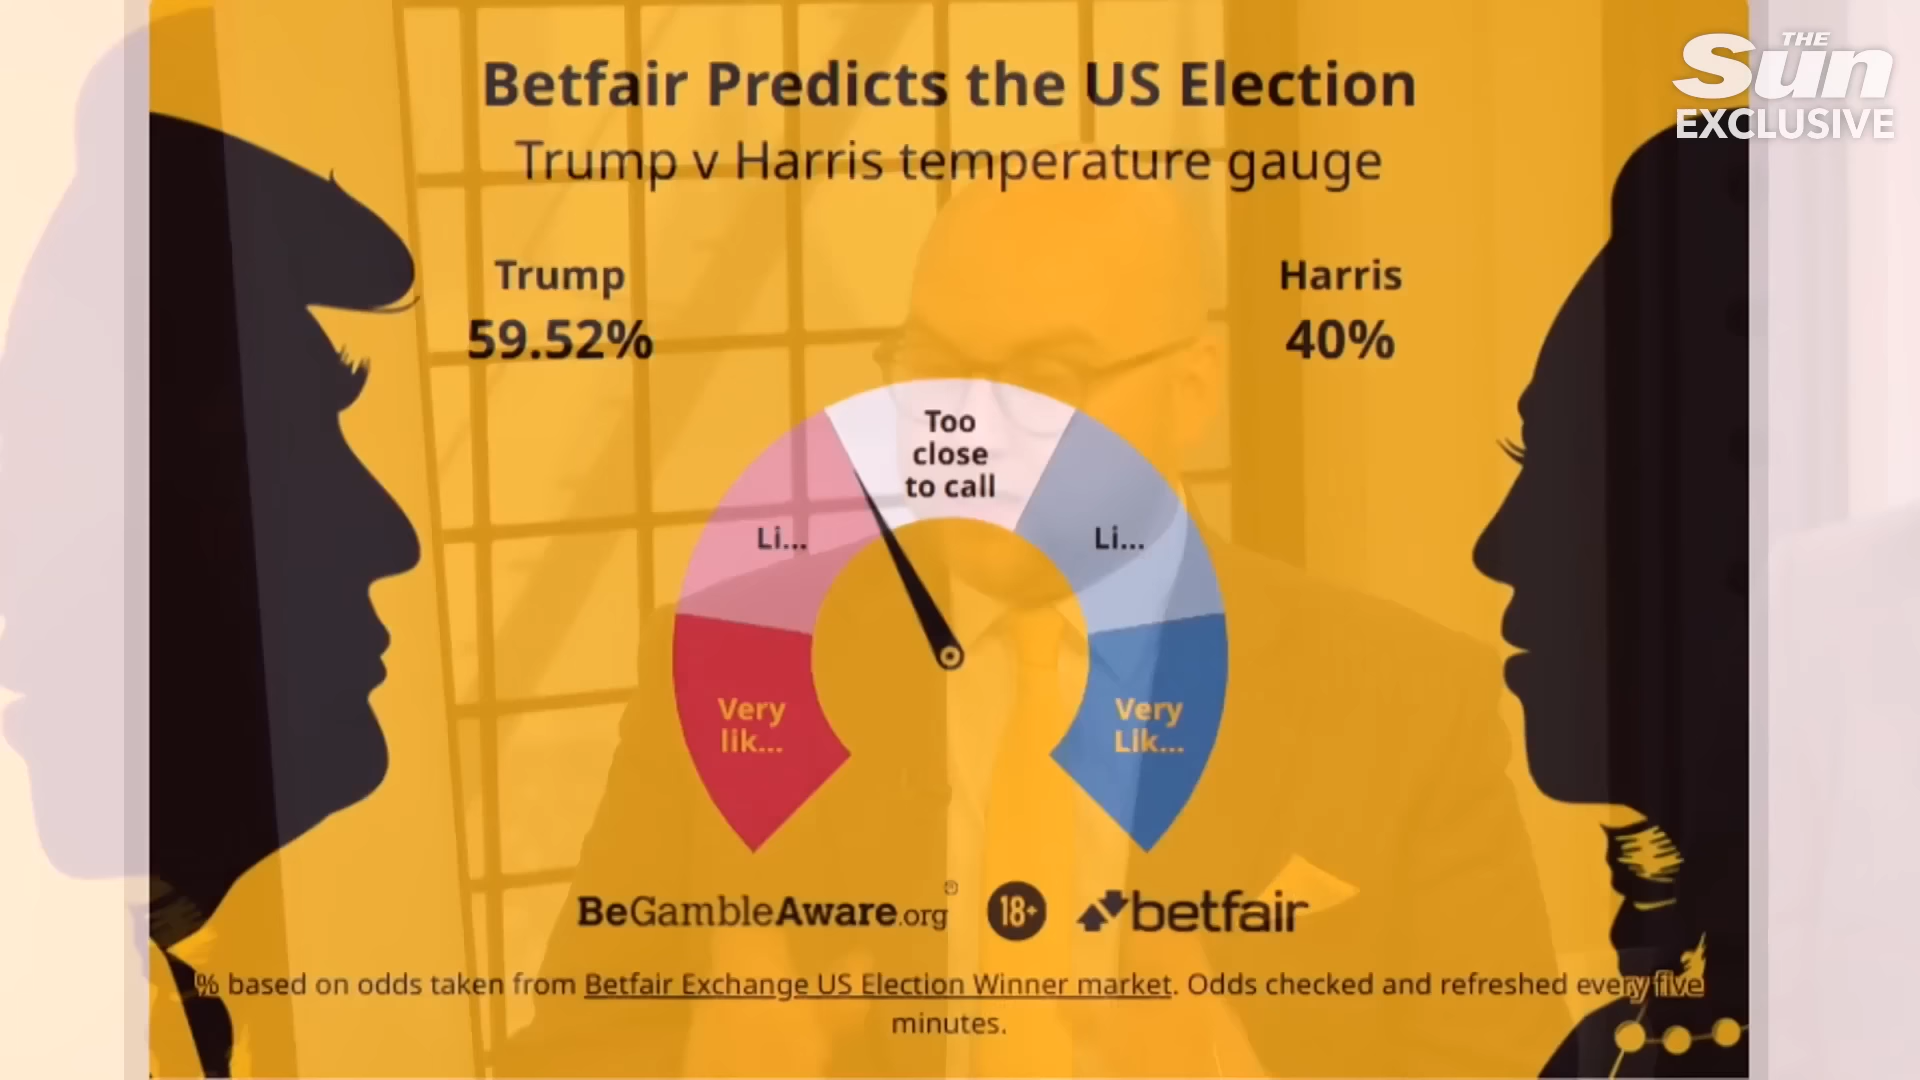 THE
Sun
EXCLUSIVE
Betfair Predicts the US Election
Trump v Harris temperature gauge
Trump
59.52%
Harris
40%
Too
close
to call
Li...
Li...
Very
lik...
Very
Lik...
BeGambleAware.org®
18+
betfair
% based on odds taken from Betfair Exchange US Election Winner market. Odds checked and refreshed every five
minutes.